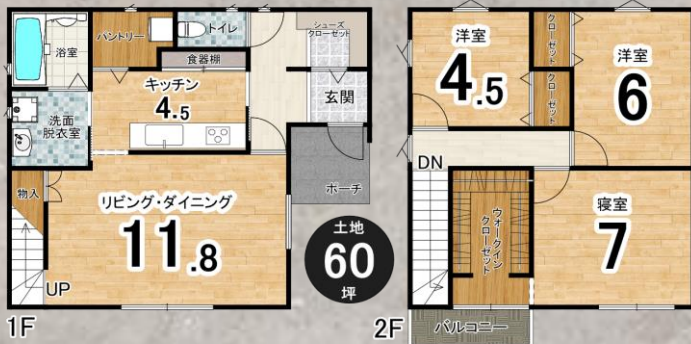 浴室
パントリー
トイレ
シューズ
クローゼット
食器棚
キッチン
4.5
玄関
洗面
脱衣室
ポーチ
物入
リビング・ダイニング
11.8
UP
1F
土地
60
坪
洋室
4.5
クローゼット
クローゼット
洋室
6
DN
ウォークイン
クローゼット
寝室
7
2F
バルコニー